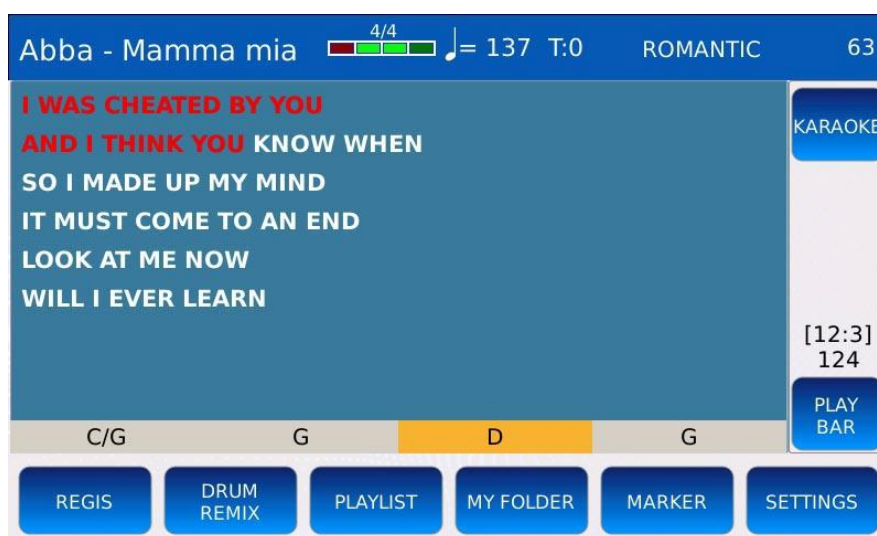 Abba - Mamma mia 4/4 ♩= 137 T:0 ROMANTIC 63
I WAS CHEATED BY YOU
AND I THINK YOU KNOW WHEN
SO I MADE UP MY MIND
IT MUST COME TO AN END
LOOK AT ME NOW
WILL I EVER LEARN
KARAOKE
[12:3]
124
PLAY
BAR
C/G G D G
REGIS
DRUM
REMIX
PLAYLIST
MY FOLDER
MARKER
SETTINGS